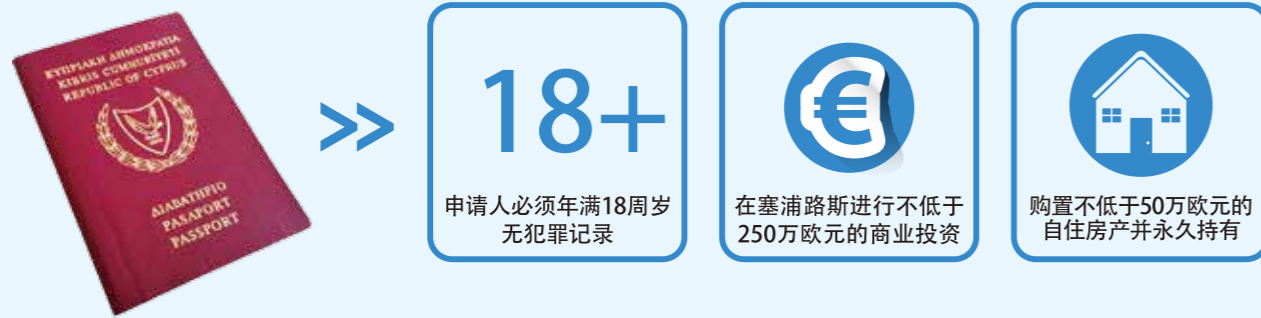 ΚΥΠΡΙΑΚΗ ΔΗΜΟΚΡΑΤΙΑ
KIBRIS CUMHURİYETİ
REPUBLIC OF CYPRUS
ΔΙΑΒΑΤΗΡΙΟ
PASAPORT
PASSPORT
18+
申请人必须年满18周岁
无犯罪记录
€
在塞浦路斯进行不低于
250万欧元的商业投资
购置不低于50万欧元的
自住房产并永久持有